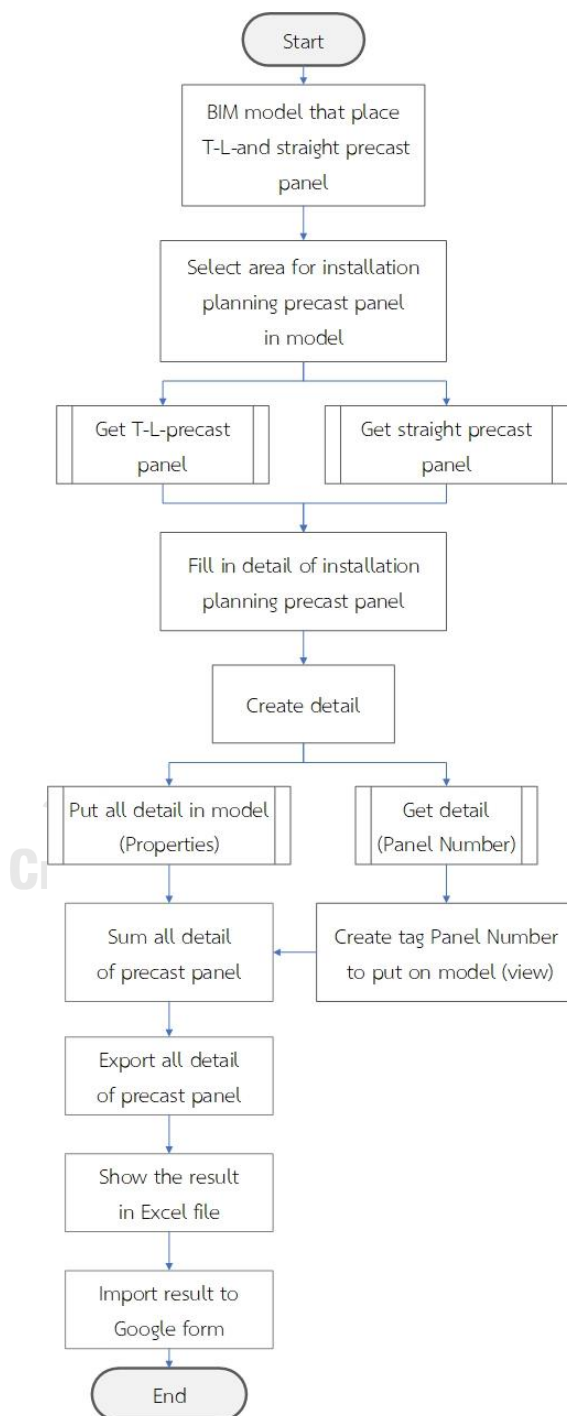 Start
BIM model that place
T-L-and straight precast
panel
Select area for installation
planning precast panel
in model
Get T-L-precast
panel
Get straight precast
panel
Fill in detail of installation
planning precast panel
Create detail
Put all detail in model
(Properties)
Get detail
(Panel Number)
Sum all detail
of precast panel
Create tag Panel Number
to put on model (view)
Export all detail
of precast panel
Show the result
in Excel file
Import result to
Google form
End